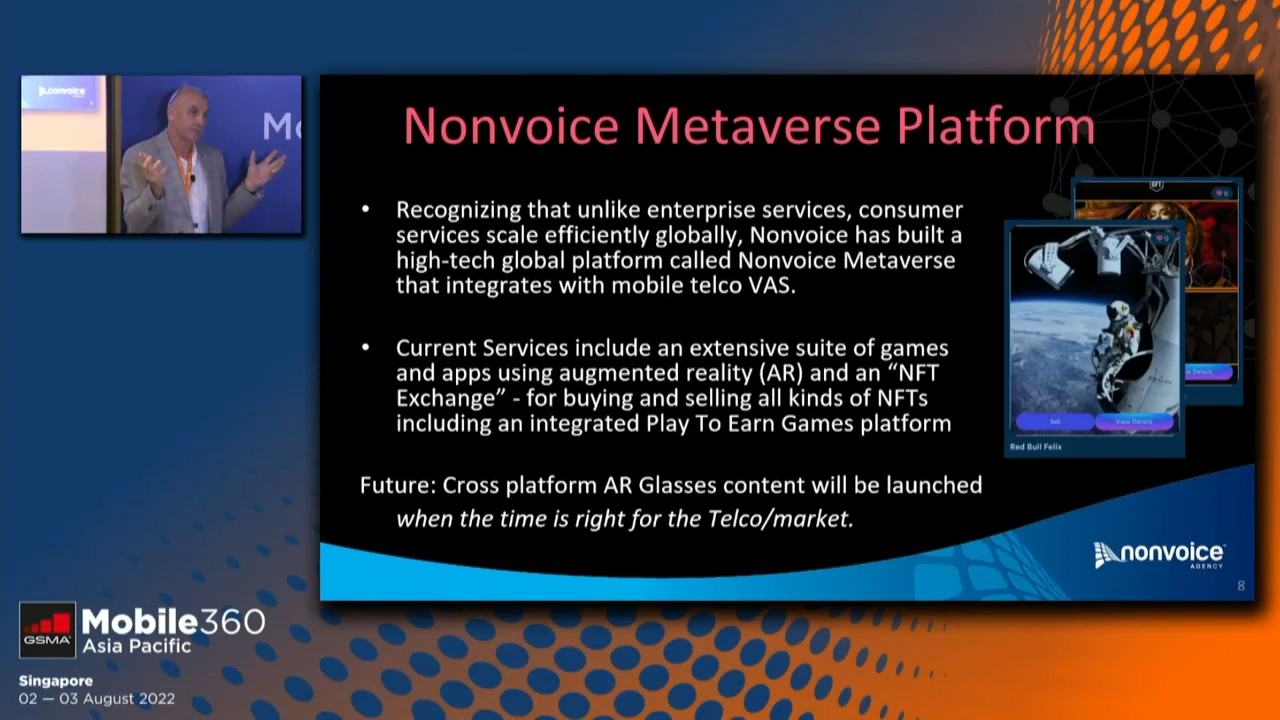 nonvoice
Mo
Nonvoice Metaverse Platform
• Recognizing that unlike enterprise services, consumer
services scale efficiently globally, Nonvoice has built a
high-tech global platform called Nonvoice Metaverse
that integrates with mobile telco VAS.
• Current Services include an extensive suite of games
and apps using augmented reality (AR) and an “NFT
Exchange” - for buying and selling all kinds of NFTs
including an integrated Play To Earn Games platform
Future: Cross platform AR Glasses content will be launched
when the time is right for the Telco/market.
Sell
View Details
Red Bull Felix
nonvoice
AGENCY
8
GSMA
Mobile360
Asia Pacific
Singapore
02 — 03 August 2022